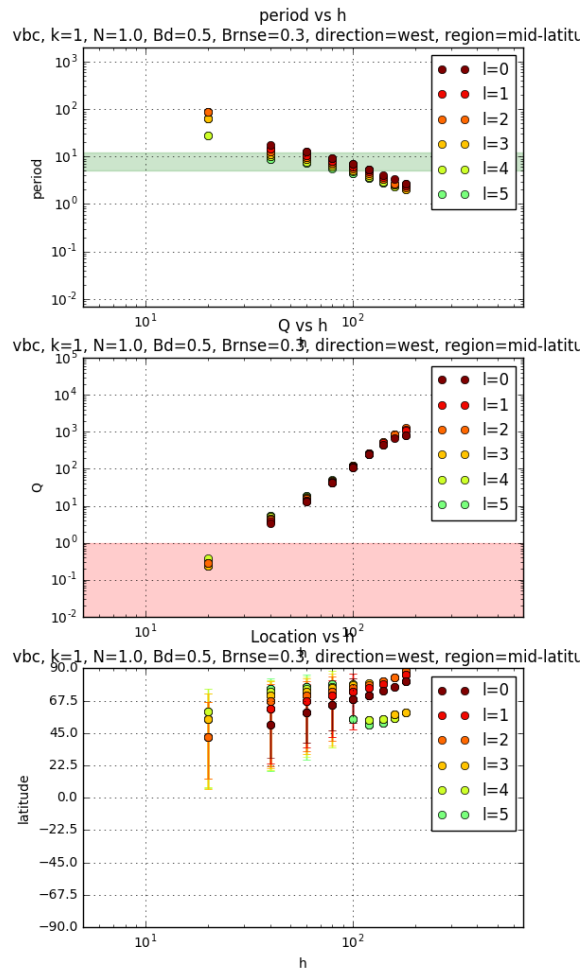 period vs h
vbc, k=1, N=1.0, Bd=0.5, Brnse=0.3, direction=west, region=mid-latitu
10³
10²
10¹
10⁰
10⁻¹
10⁻²
period
l=0
l=1
l=2
l=3
l=4
l=5
10¹
10²
h
Q vs h
vbc, k=1, N=1.0, Bd=0.5, Brnse=0.3, direction=west, region=mid-latitu
10⁵
10⁴
10³
10²
10¹
10⁰
10⁻¹
10⁻²
Q
l=0
l=1
l=2
l=3
l=4
l=5
10¹
10²
h
Location vs h
vbc, k=1, N=1.0, Bd=0.5, Brnse=0.3, direction=west, region=mid-latitu
90.0
67.5
45.0
22.5
0.0
−22.5
−45.0
−67.5
−90.0
latitude
l=0
l=1
l=2
l=3
l=4
l=5
10¹
10²
h